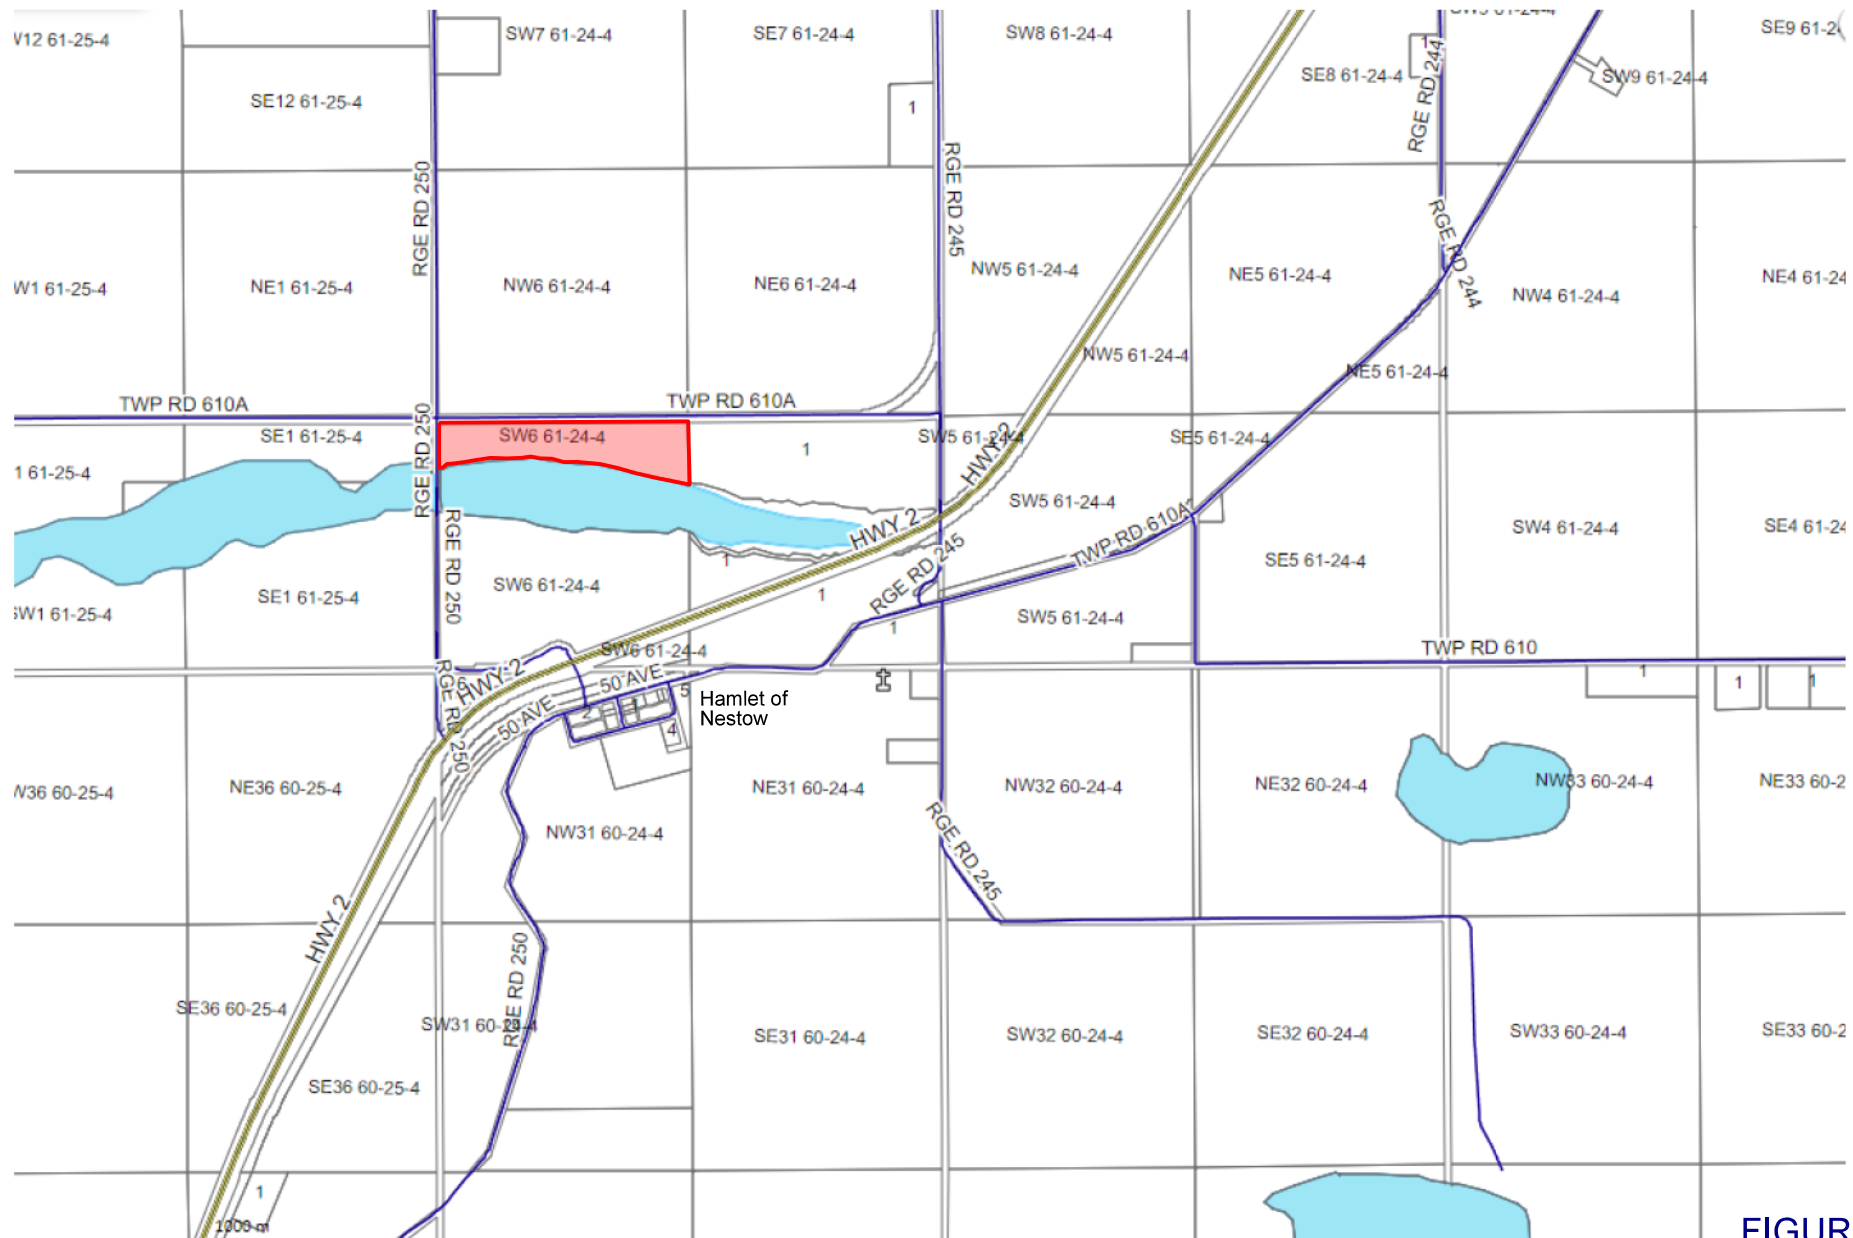 SW7 61-24-4
SE7 61-24-4
SW8 61-24-4
SE9 61-2
SE12 61-25-4
1
1
SE8 61-24-4
SW9 61-24-4
RGE RD 244
RGE RD 250
RGE RD 245
RGE RD 244
W1 61-25-4
NE1 61-25-4
NW6 61-24-4
NE6 61-24-4
NW5 61-24-4
NE5 61-24-4
NW4 61-24-4
NE4 61-24
NW5 61-24-4
NE5 61-24-4
TWP RD 610A
TWP RD 610A
SE1 61-25-4
SW6 61-24-4
1
SW5 61-24-4
HWY 2
SE5 61-24-4
1 61-25-4
RGE RD 250
SW5 61-24-4
HWY 2
TWP RD 610A
SW4 61-24-4
SE4 61-24
RGE RD 250
RGE RD 245
1
SE5 61-24-4
SW6 61-24-4
SE1 61-25-4
1
SW1 61-25-4
1
SW5 61-24-4
SW6 61-24-4
TWP RD 610
HWY 2
RGE RD 250
50 AVE
50 AVE
5
2
1
4
Hamlet of
Nestow
1
1
1
W36 60-25-4
NE36 60-25-4
NE31 60-24-4
NW32 60-24-4
NE32 60-24-4
NW33 60-24-4
NE33 60-2
NW31 60-24-4
RGE RD 245
HWY 2
RGE RD 250
SE36 60-25-4
SW31 60-24-4
SE31 60-24-4
SW32 60-24-4
SE32 60-24-4
SW33 60-24-4
SE33 60-2
SE36 60-25-4
1
1000 m
FIGUR